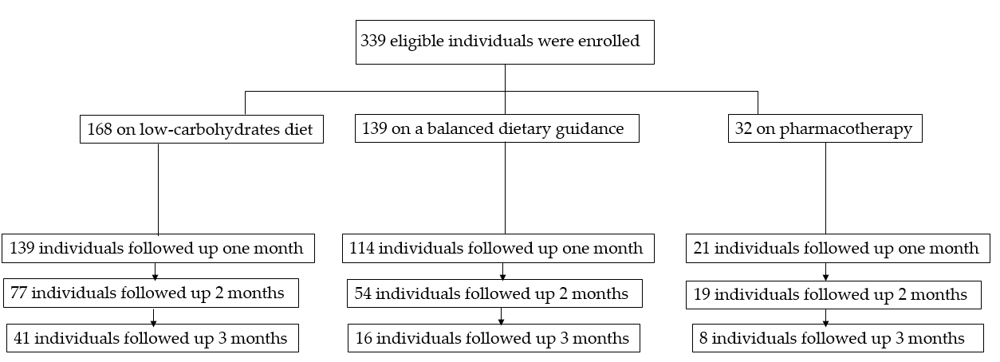 339 eligible individuals were enrolled
168 on low-carbohydrates diet
139 on a balanced dietary guidance
32 on pharmacotherapy
139 individuals followed up one month
114 individuals followed up one month
21 individuals followed up one month
77 individuals followed up 2 months
54 individuals followed up 2 months
19 individuals followed up 2 months
41 individuals followed up 3 months
16 individuals followed up 3 months
8 individuals followed up 3 months